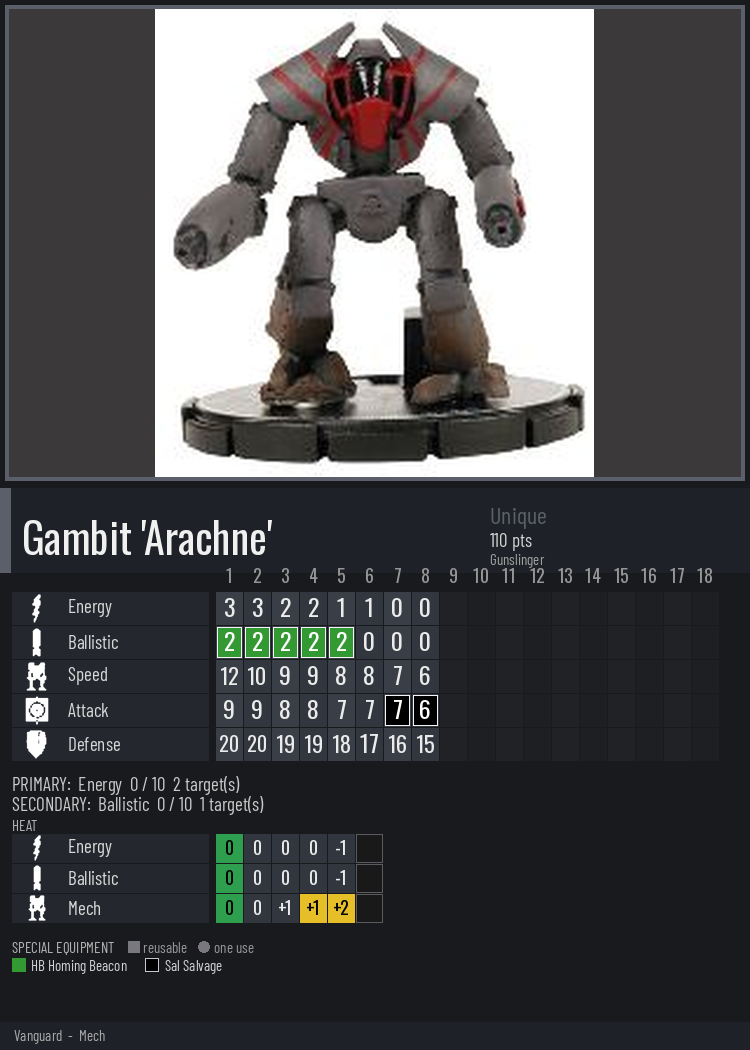 Gambit 'Arachne'
Unique
110 pts
Gunslinger
1 2 3 4 5 6 7 8 9 10 11 12 13 14 15 16 17 18
Energy 3 3 2 2 1 1 0 0
Ballistic 2 2 2 2 2 0 0 0
Speed 12 10 9 9 8 8 7 6
Attack 9 9 8 8 7 7 7 6
Defense 20 20 19 19 18 17 16 15
PRIMARY: Energy 0 / 10 2 target(s)
SECONDARY: Ballistic 0 / 10 1 target(s)
HEAT
Energy 0 0 0 0 -1
Ballistic 0 0 0 0 -1
Mech 0 0 +1 +1 +2
SPECIAL EQUIPMENT reusable one use
HB Homing Beacon Sal Salvage
Vanguard - Mech